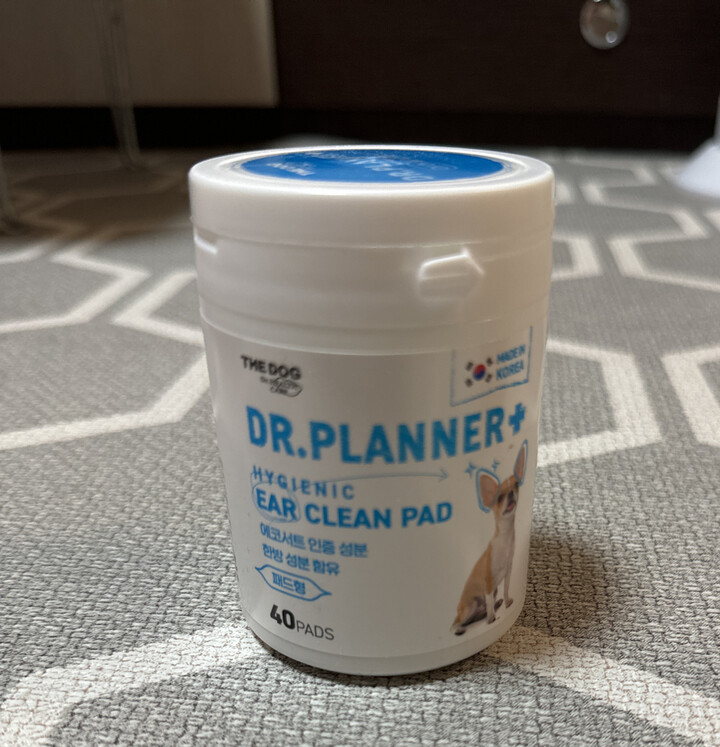 THE DOG
MADE IN
KOREA
DR.PLANNER+
HYGIENIC
EAR CLEAN PAD
에코서트 인증 성분
한방 성분 함유
패드형
40PADS